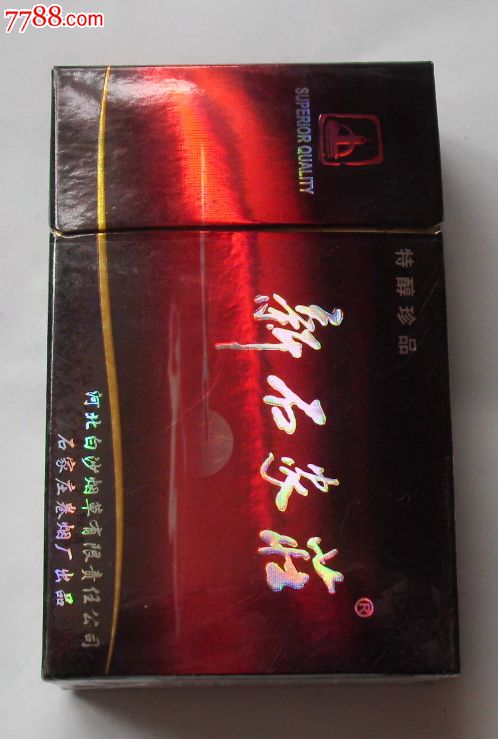 7788.com
SUPERIOR QUALITY
特醇珍品
新石家庄®
河北白沙烟草有限责任公司
石家庄卷烟厂出品